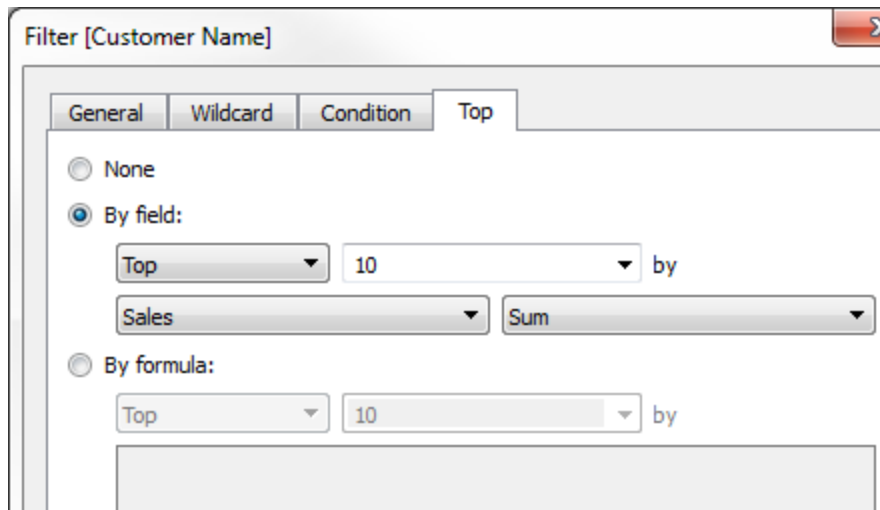 Filter [Customer Name]
General Wildcard Condition Top
None
By field:
Top 10 by
Sales Sum
By formula:
Top 10 by